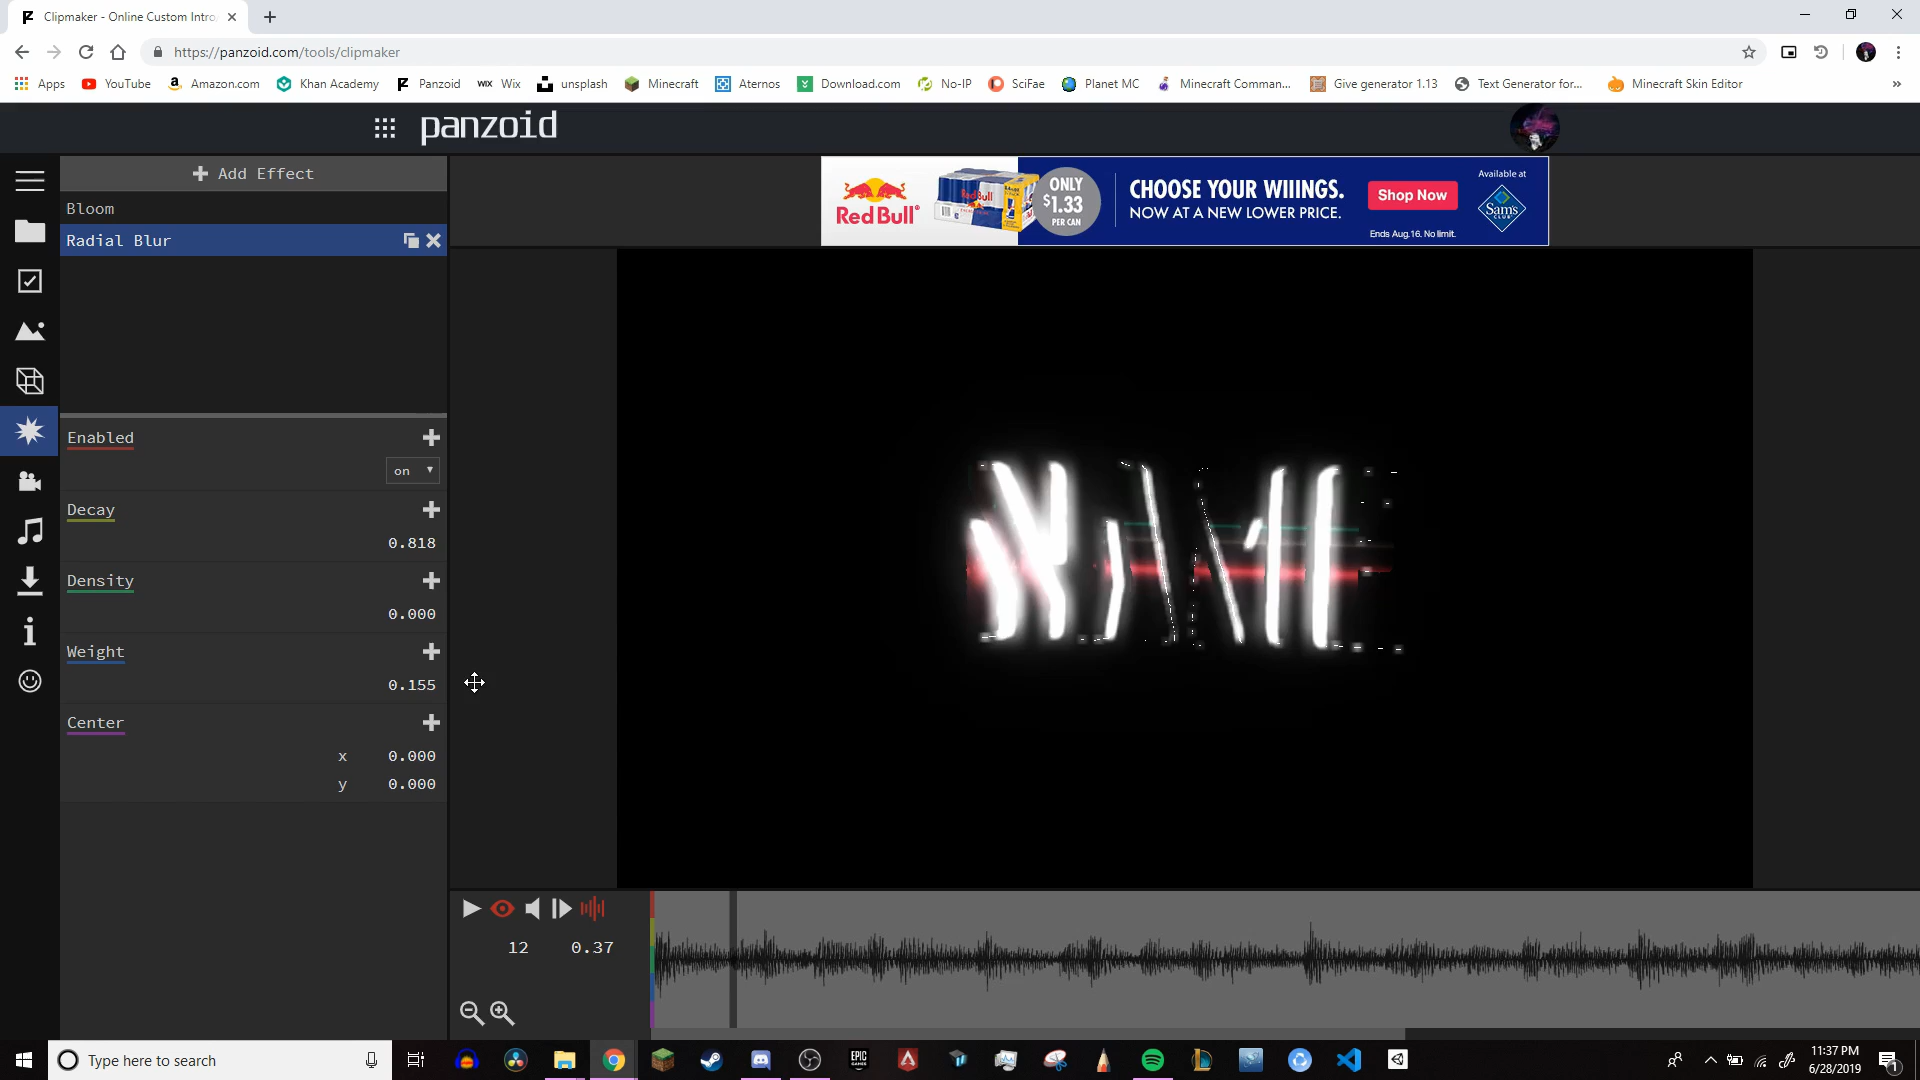 Clipmaker - Online Custom Intro
https://panzoid.com/tools/clipmaker
Apps YouTube Amazon.com Khan Academy Panzoid WIX Wix unsplash Minecraft Aternos Download.com No-IP SciFae Planet MC Minecraft Comman... Give generator 1.13 Text Generator for... Minecraft Skin Editor »
panzoid
Add Effect
Bloom
Radial Blur
Enabled
on
Decay
0.818
Density
0.000
Weight
0.155
Center
x 0.000
y 0.000
Red Bull
ONLY
$1.33
PER CAN
CHOOSE YOUR WIIINGS.
NOW AT A NEW LOWER PRICE.
Shop Now
Available at
Sam's
CLUB
Ends Aug.16. No limit.
12 0.37
Type here to search
EPIC
GAMES
11:37 PM
6/28/2019
1